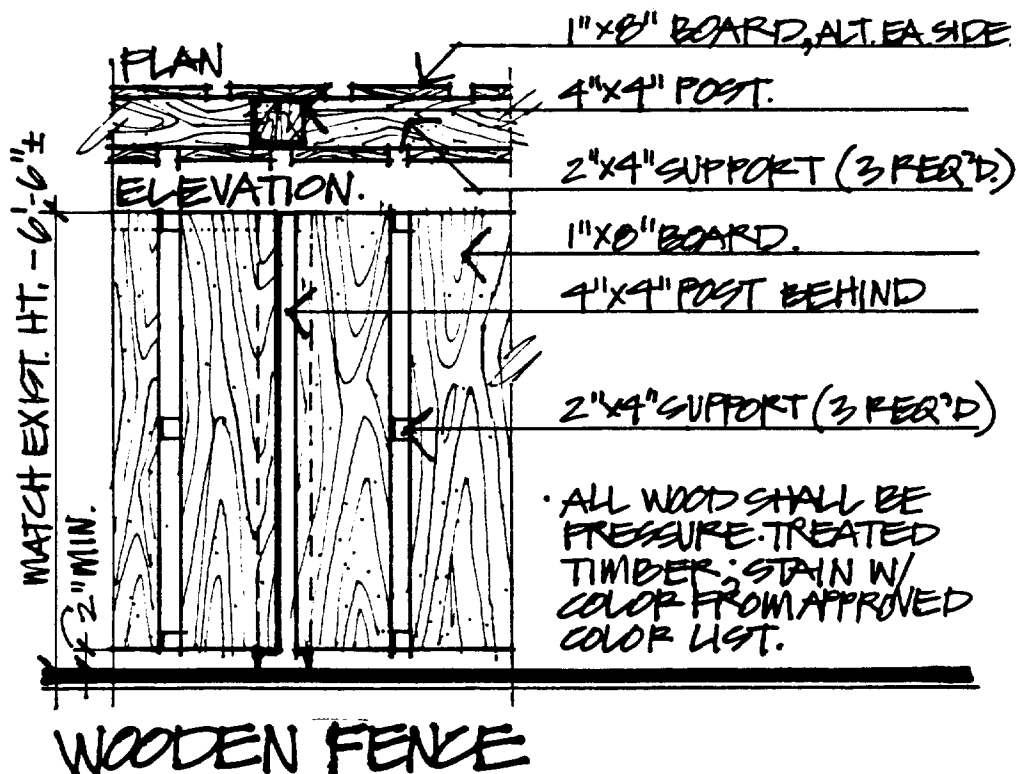 PLAN
1"X8" BOARD, ALT. EA. SIDE
4"X4" POST.
2"X4" SUPPORT (3 REQ'D.)
ELEVATION.
1"X8" BOARD.
4"X4" POST BEHIND
2"X4" SUPPORT (3 REQ'D)
MATCH EXIST. HT. - 6'-6"±
2" MIN.
· ALL WOOD SHALL BE
PRESSURE-TREATED
TIMBER; STAIN W/
COLOR FROM APPROVED
COLOR LIST.
WOODEN FENCE